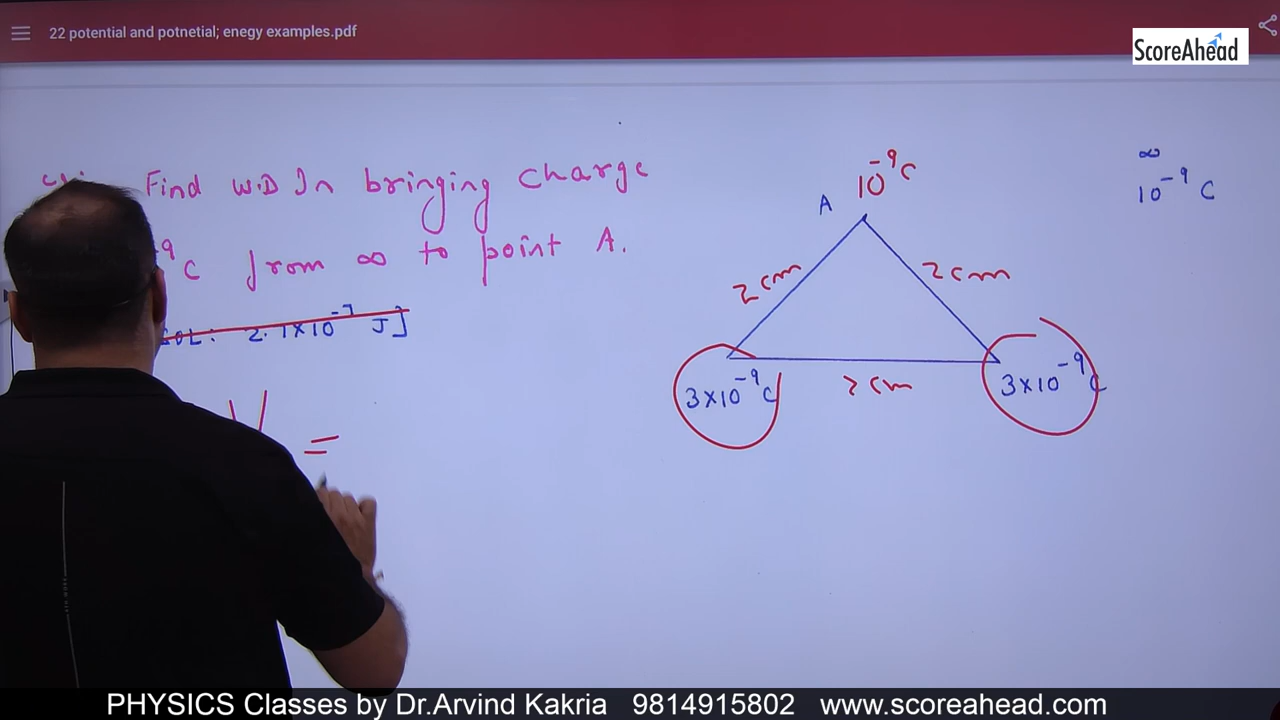 22 potential and potnetial; enegy examples.pdf
ScoreAhead
Find W.D In bringing charge
⁻⁹C from ∞ to point A.
SOL: 2.1×10⁻⁷ J]
=
A
10⁻⁹C
∞
10⁻⁹ C
2cm
2cm
3×10⁻⁹C
2cm
3×10⁻⁹C
PHYSICS Classes by Dr.Arvind Kakria 9814915802 www.scoreahead.com